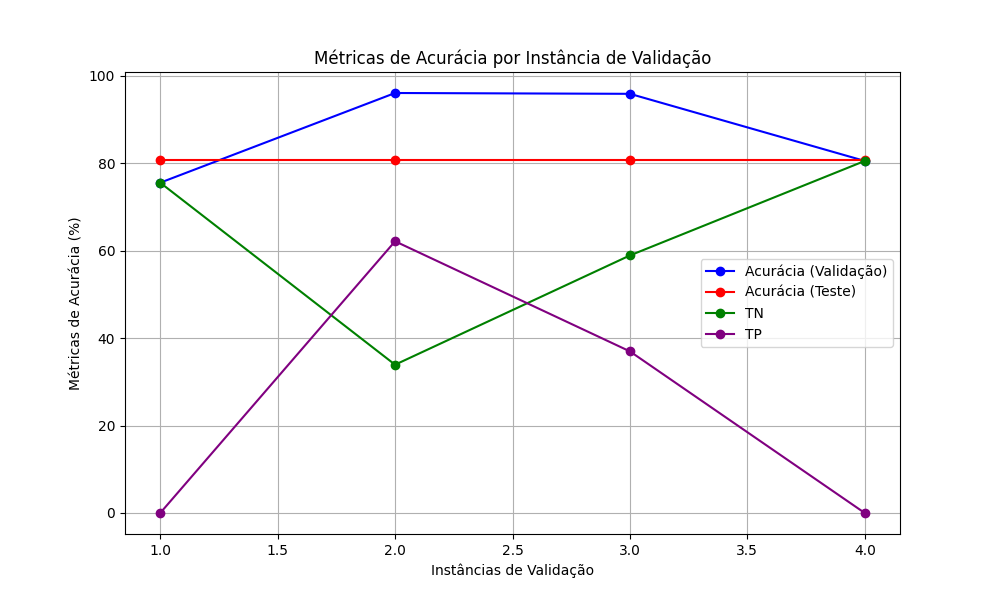 Métricas de Acurácia por Instância de Validação
Métricas de Acurácia (%)
100
80
60
40
20
0
Acurácia (Validação)
Acurácia (Teste)
TN
TP
1.0 1.5 2.0 2.5 3.0 3.5 4.0
Instâncias de Validação